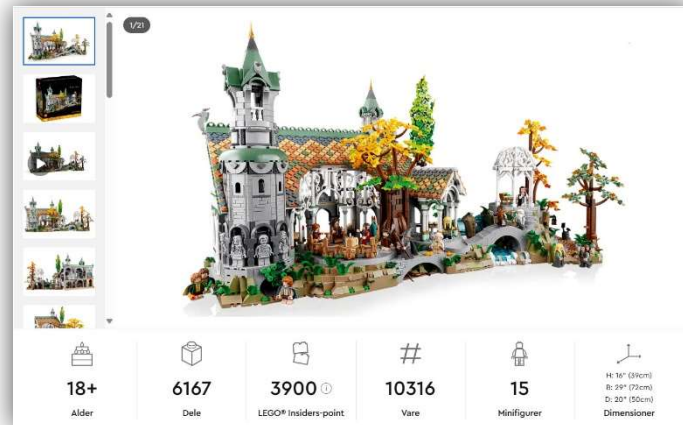 1/21
18+
Alder
6167
Dele
3900
LEGO® Insiders-point
10316
Vare
15
Minifigurer
H: 16" (39cm)
B: 29" (72cm)
D: 20" (50cm)
Dimensioner